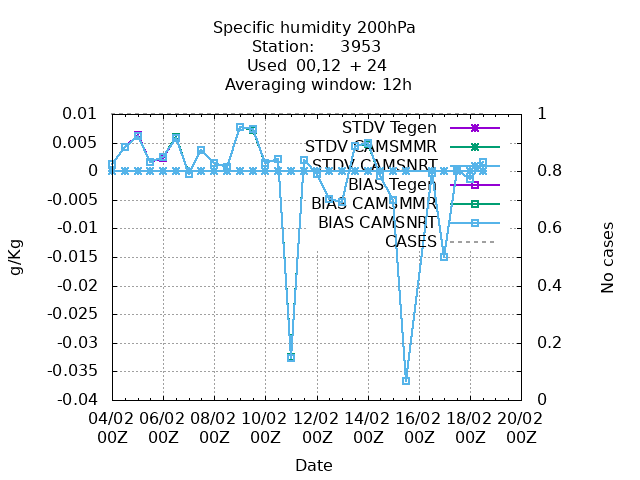 Specific humidity 200hPa
Station: 3953
Used 00,12 + 24
Averaging window: 12h
0.01
0.005
0
-0.005
-0.01
-0.015
-0.02
-0.025
-0.03
-0.035
-0.04
g/Kg
STDV Tegen
STDV CAMSMMR
STDV CAMSNRT
BIAS Tegen
BIAS CAMSMMR
BIAS CAMSNRT
CASES
1
0.8
0.6
0.4
0.2
0
No cases
04/02 06/02 08/02 10/02 12/02 14/02 16/02 18/02 20/02
00Z 00Z 00Z 00Z 00Z 00Z 00Z 00Z 00Z
Date